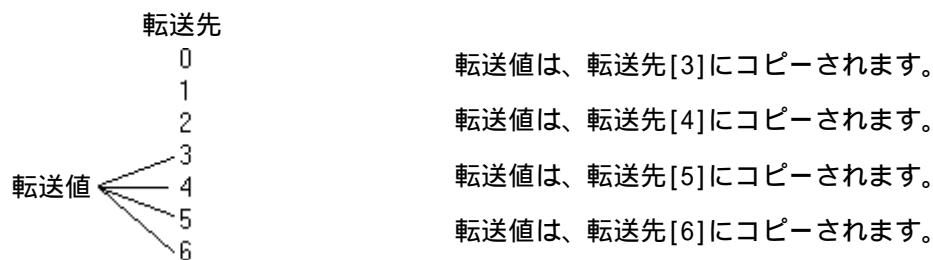 転送先
0
1
2
3
4
5
6
転送値
転送値は、転送先[3]にコピーされます。
転送値は、転送先[4]にコピーされます。
転送値は、転送先[5]にコピーされます。
転送値は、転送先[6]にコピーされます。